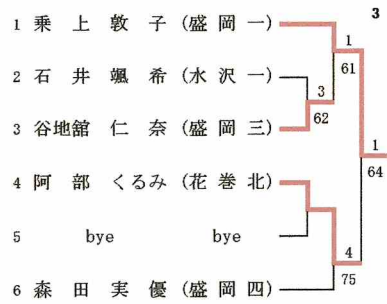 3
1 乗上敦子(盛岡一)
1
61
2 石井颯希(水沢一)
3
62
3 谷地舘仁奈(盛岡三)
1
64
4 阿部くるみ(花巻北)
5 bye bye
4
75
6 森田実優(盛岡四)